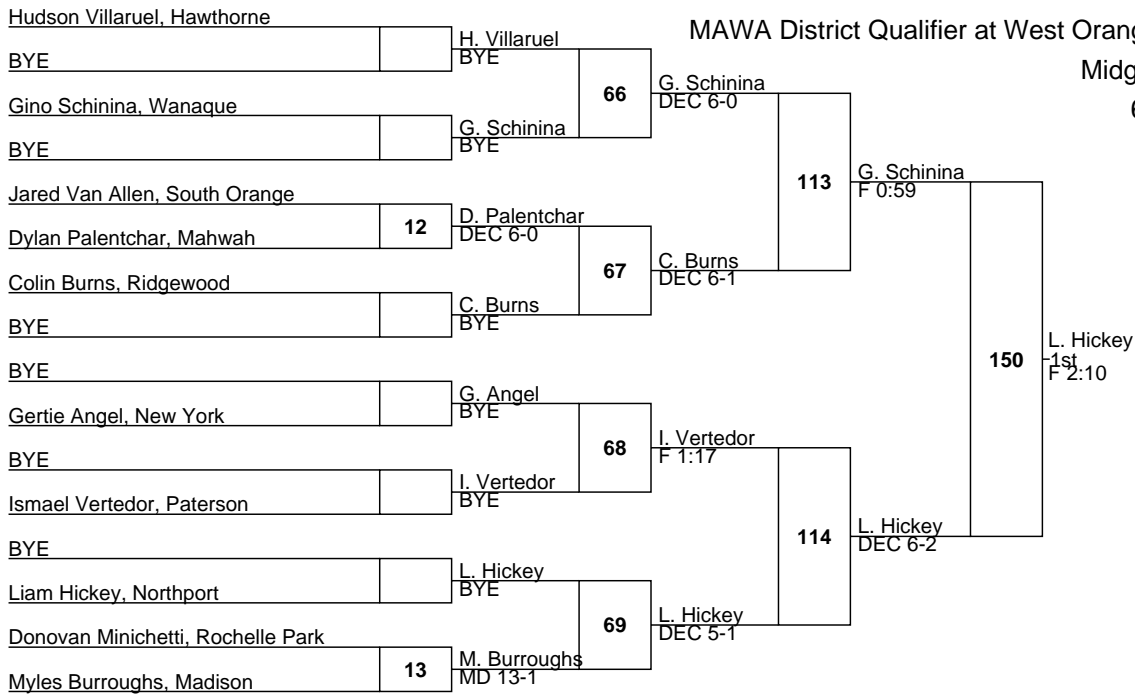 Hudson Villaruel, Hawthorne
BYE
Gino Schinina, Wanaque
BYE
Jared Van Allen, South Orange
Dylan Palentchar, Mahwah
Colin Burns, Ridgewood
BYE
BYE
Gertie Angel, New York
BYE
Ismael Vertedor, Paterson
BYE
Liam Hickey, Northport
Donovan Minichetti, Rochelle Park
Myles Burroughs, Madison
12
13
H. Villaruel
BYE
G. Schinina
BYE
D. Palentchar
DEC 6-0
C. Burns
BYE
G. Angel
BYE
I. Vertedor
BYE
L. Hickey
BYE
M. Burroughs
MD 13-1
66
67
68
69
G. Schinina
DEC 6-0
C. Burns
DEC 6-1
I. Vertedor
F 1:17
L. Hickey
DEC 5-1
113
114
G. Schinina
F 0:59
L. Hickey
DEC 6-2
150
L. Hickey
1st
F 2:10
MAWA District Qualifier at West Orang
Midg
6